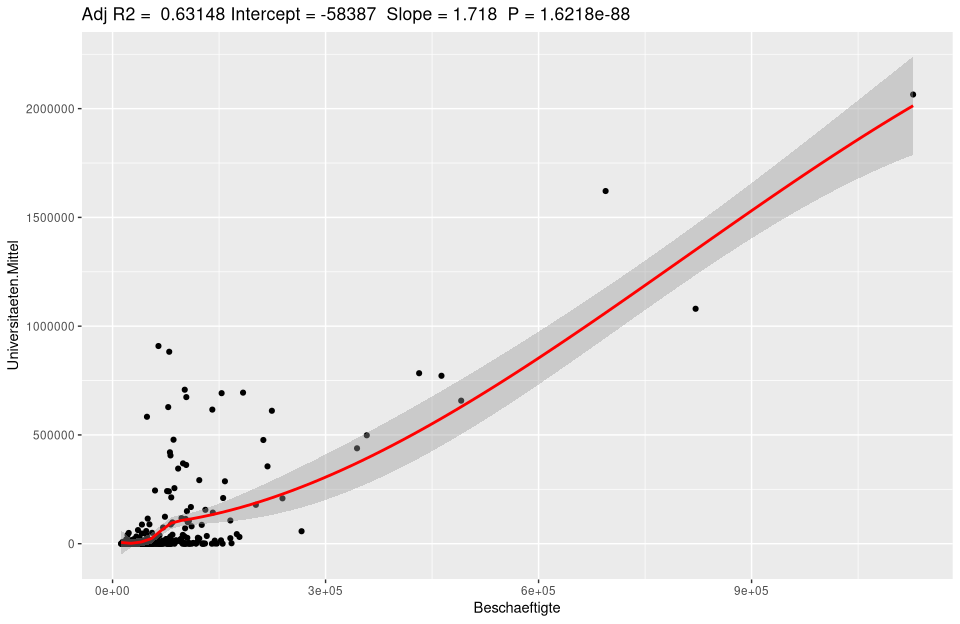 Adj R2 =  0.63148 Intercept = -58387  Slope = 1.718  P = 1.6218e-88
Universitaeten.Mittel
2000000
1500000
1000000
500000
0
0e+00 3e+05 6e+05 9e+05
Beschaeftigte